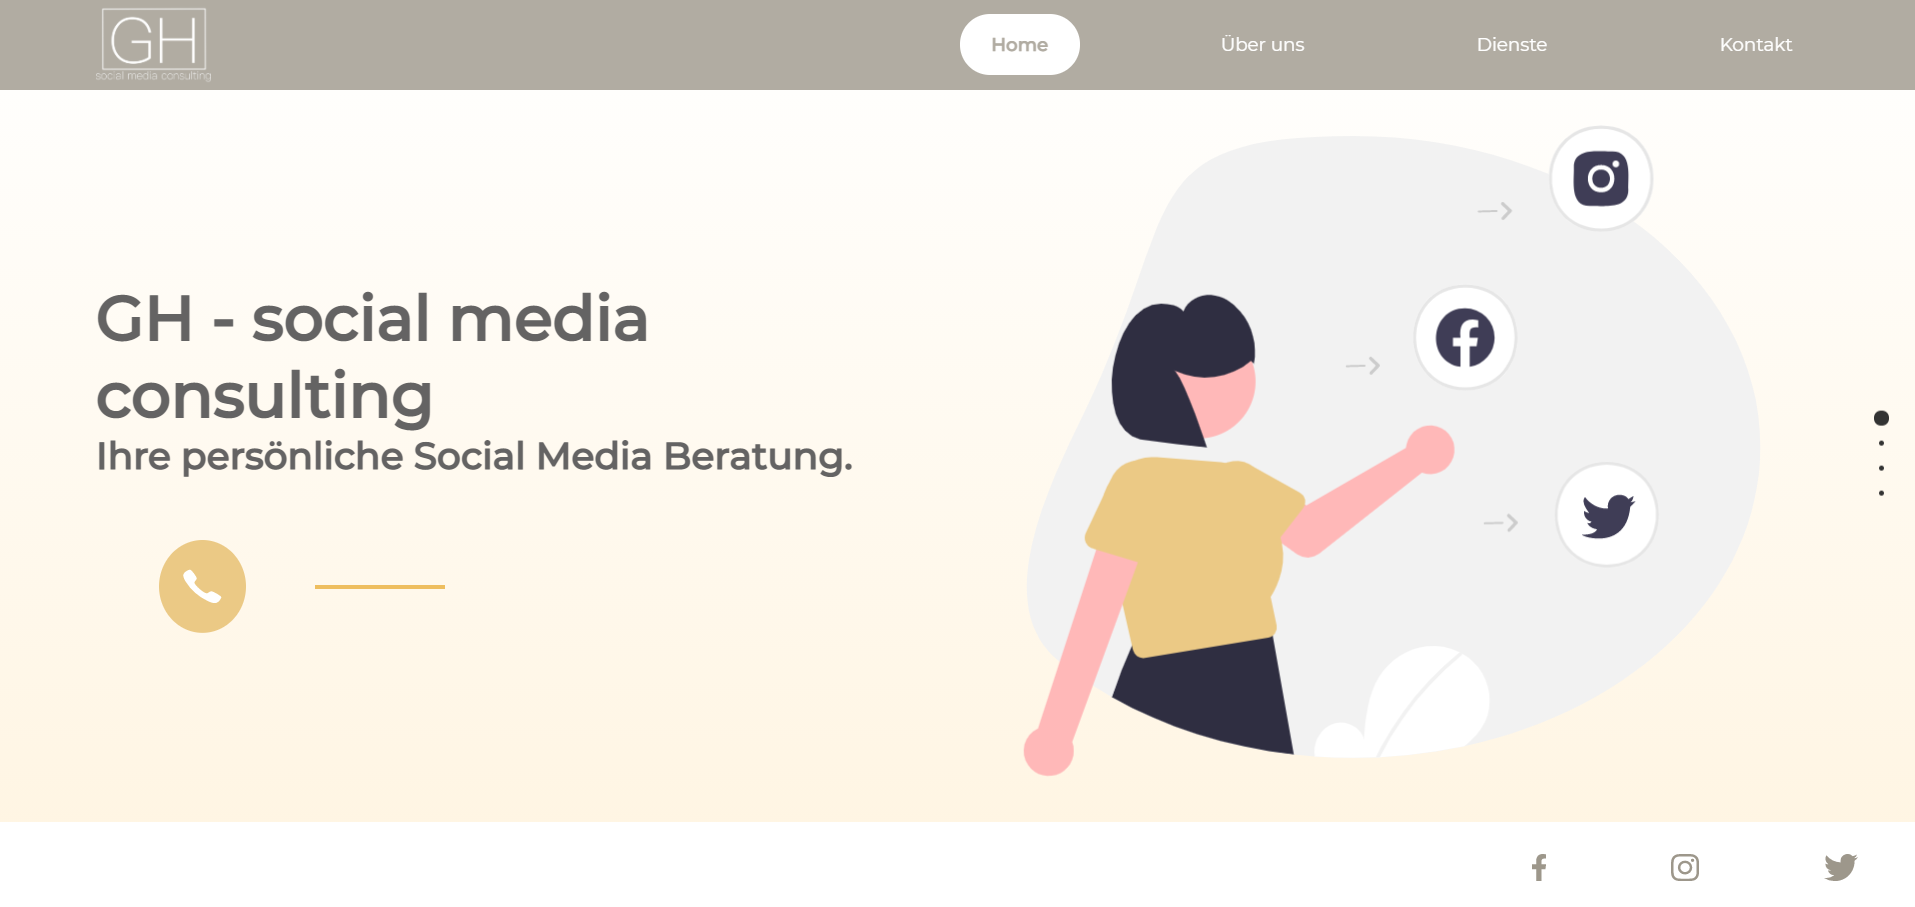 GH
social media consulting
Home
Über uns
Dienste
Kontakt
GH - social media
consulting
Ihre persönliche Social Media Beratung.